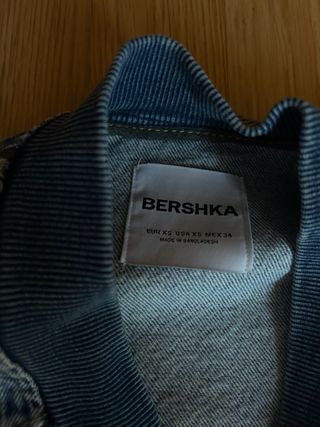 BERSHKA
EUR XS USA XS MEX 34
MADE IN BANGLADESH